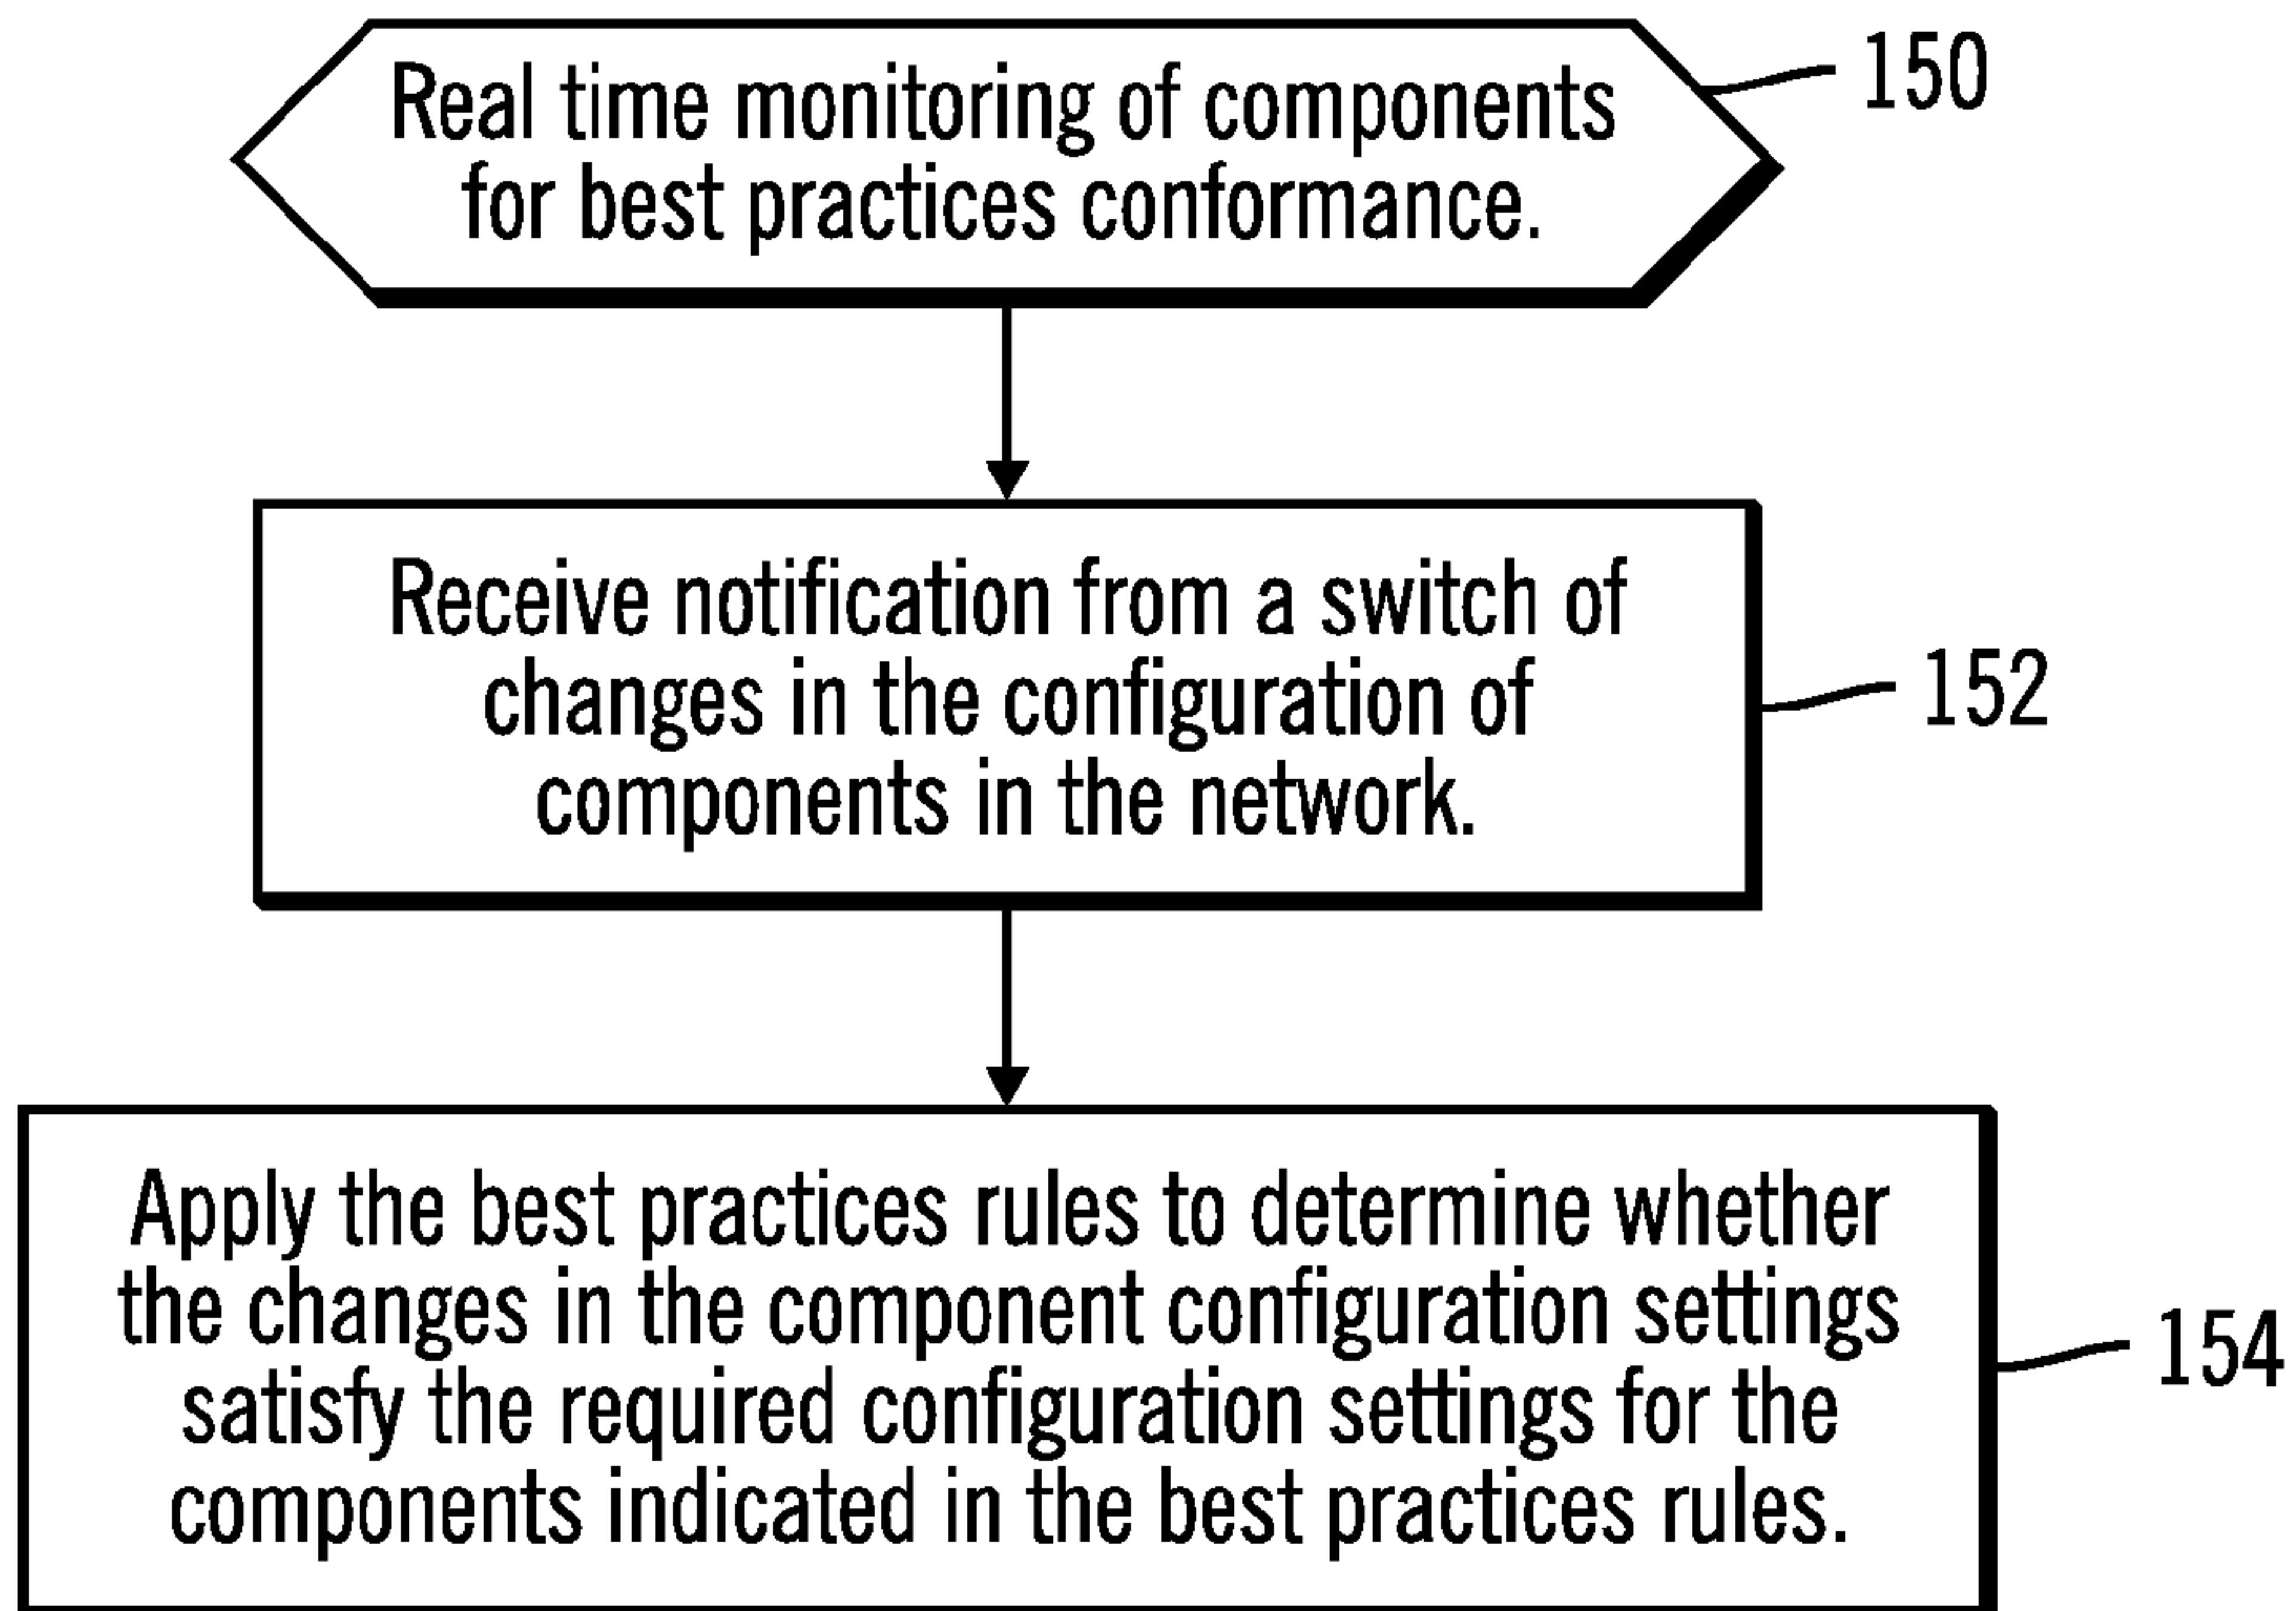 Real time monitoring of components
for best practices conformance.
150
Receive notification from a switch of
changes in the configuration of
components in the network.
152
Apply the best practices rules to determine whether
the changes in the component configuration settings
satisfy the required configuration settings for the
components indicated in the best practices rules.
154